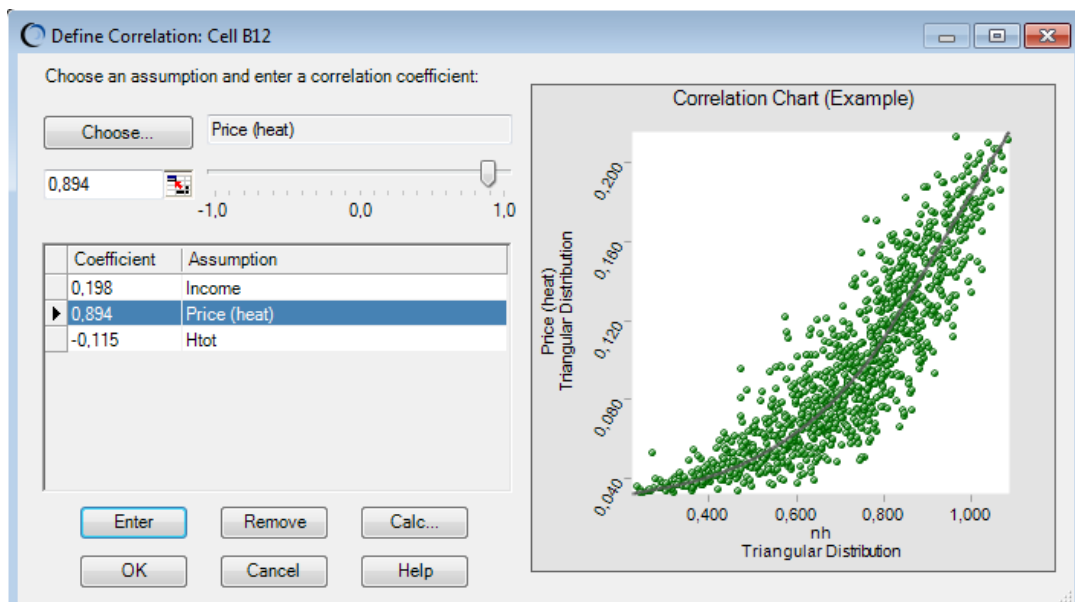 Define Correlation: Cell B12
Choose an assumption and enter a correlation coefficient:
Choose...
Price (heat)
0,894
-1,0
0,0
1,0
Coefficient Assumption
0,198 Income
0,894 Price (heat)
-0,115 Htot
Enter
Remove
Calc...
OK
Cancel
Help
Correlation Chart (Example)
Price (heat)
Triangular Distribution
0,200
0,160
0,120
0,080
0,040
0,400
0,600
0,800
1,000
nh
Triangular Distribution